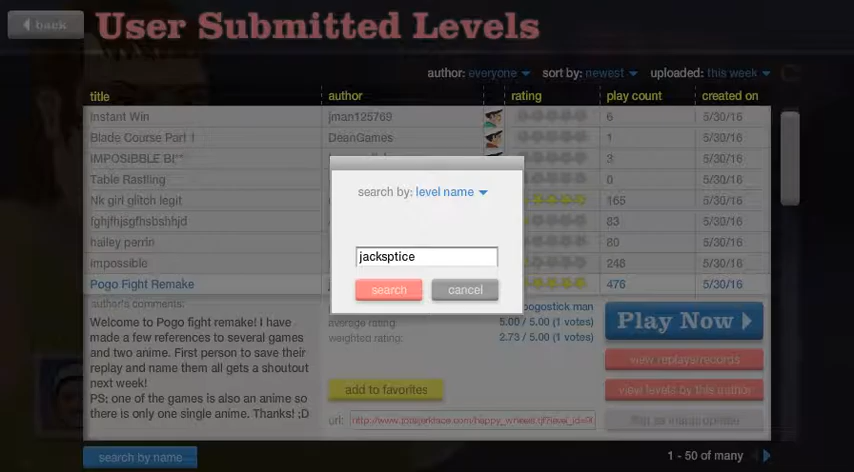 back
User Submitted Levels
author: everyone sort by: newest uploaded: this week
title author rating play count created on
Instant Win jman125769 6 5/30/16
Blade Course Part 1 DeanGames 1 5/30/16
IMPOSIBBLE 3 5/30/16
Table Rastling 0 5/30/16
Nk girl glitch legit 165 5/30/16
fghjfhjsgfhsbshhjd 83 5/30/16
hailey perrin 80 5/30/16
impossible 248 5/30/16
Pogo Fight Remake 476 5/30/16
search by: level name
jacksptice
search cancel
author's comments:
Welcome to Pogo fight remake! I have
made a few references to several games
and two anime. First person to save their
replay and name them all gets a shoutout
next week!
PS; one of the games is also an anime so
there is only one single anime. Thanks! ;D
pogostick man
average rating 5.00 / 5.00 (1 votes)
weighted rating: 2.73 / 5.00 (1 votes)
add to favorites
url:
Play Now
view replays/records
view levels by this author
search by name
1 - 50 of many